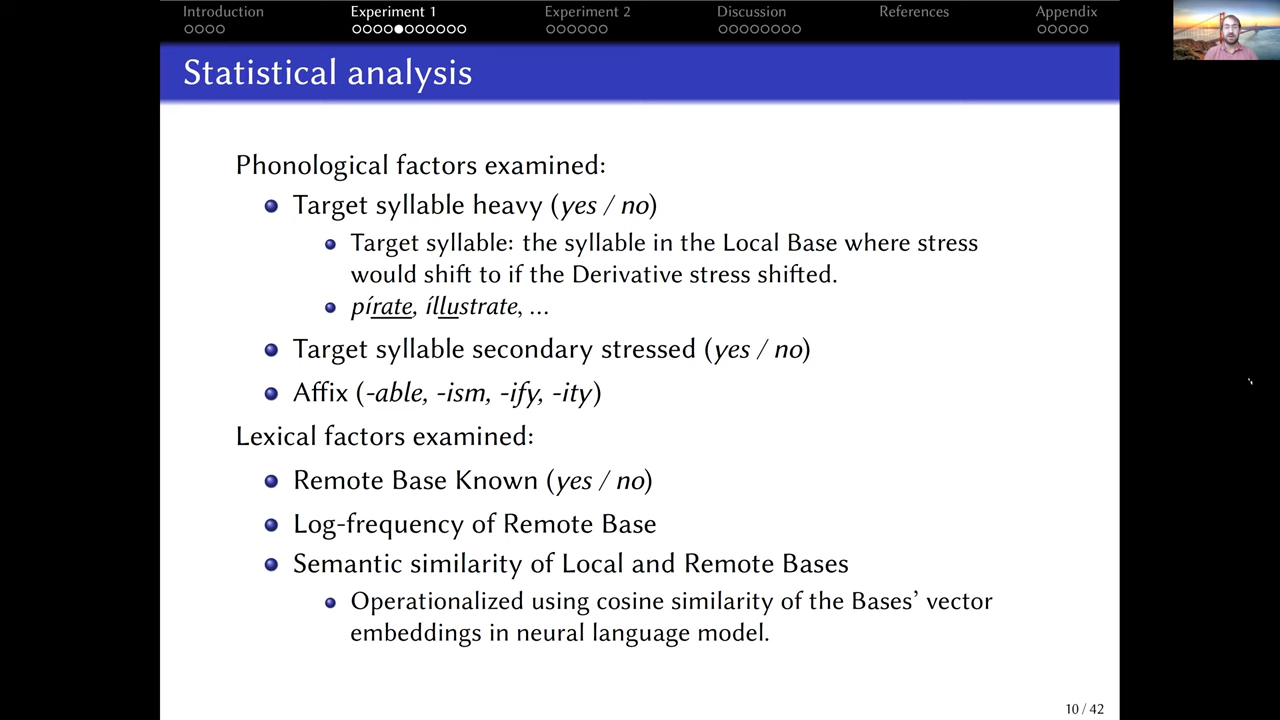 Introduction Experiment 1 Experiment 2 Discussion References Appendix
Statistical analysis
Phonological factors examined:
Target syllable heavy (yes / no)
Target syllable: the syllable in the Local Base where stress
would shift to if the Derivative stress shifted.
pírate, íllustrate, ...
Target syllable secondary stressed (yes / no)
Affix (-able, -ism, -ify, -ity)
Lexical factors examined:
Remote Base Known (yes / no)
Log-frequency of Remote Base
Semantic similarity of Local and Remote Bases
Operationalized using cosine similarity of the Bases’ vector
embeddings in neural language model.
10 / 42